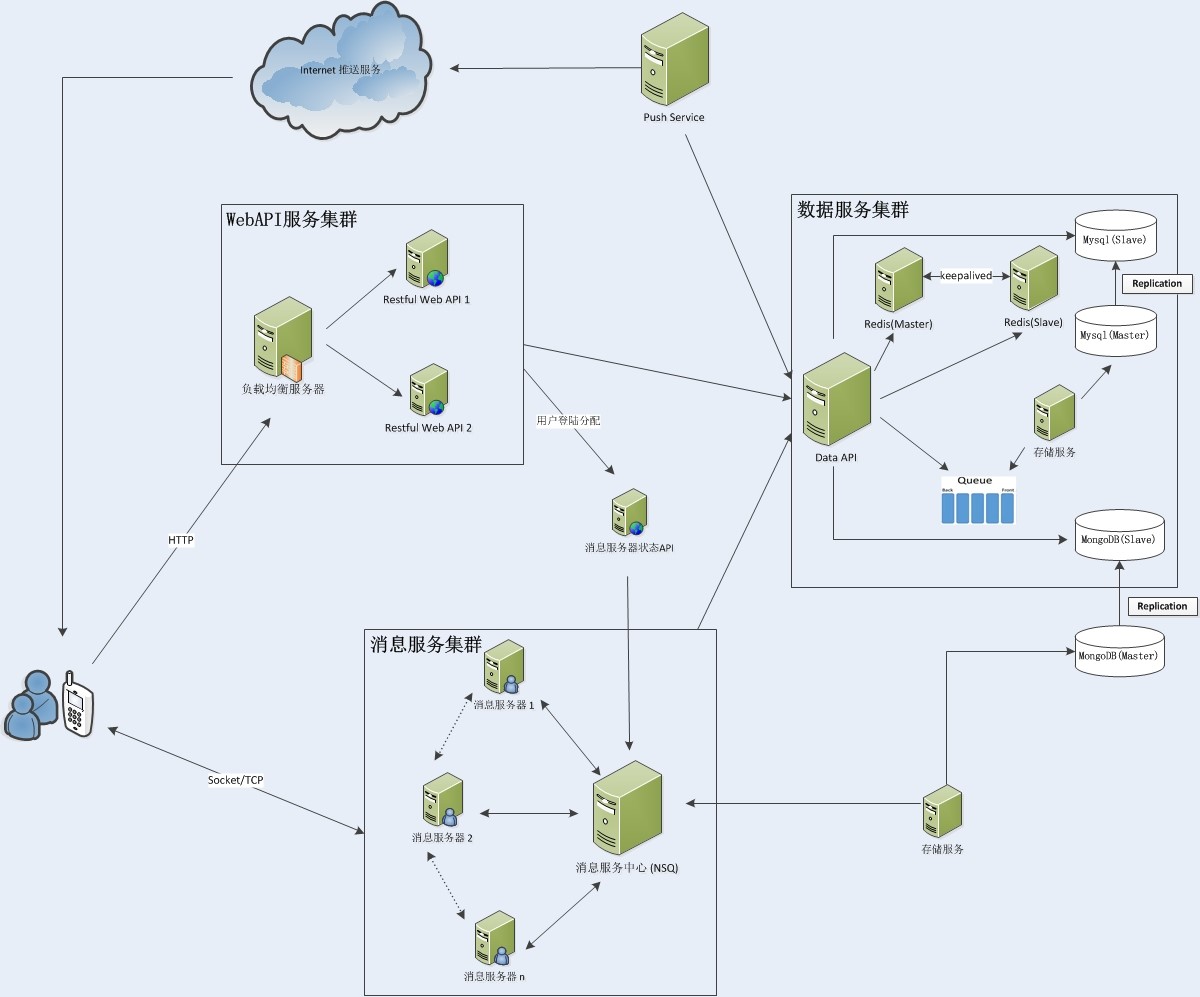 Internet 推送服务
Push Service
WebAPI服务集群
Restful Web API 1
负载均衡服务器
Restful Web API 2
用户登陆分配
消息服务器状态API
HTTP
数据服务集群
Mysql(Slave)
keepalived
Replication
Redis(Master)
Redis(Slave)
Mysql(Master)
Data API
存储服务
Queue
Back
Front
MongoDB(Slave)
Replication
MongoDB(Master)
消息服务集群
消息服务器 1
Socket/TCP
消息服务器 2
消息服务中心 (NSQ)
存储服务
消息服务器 n